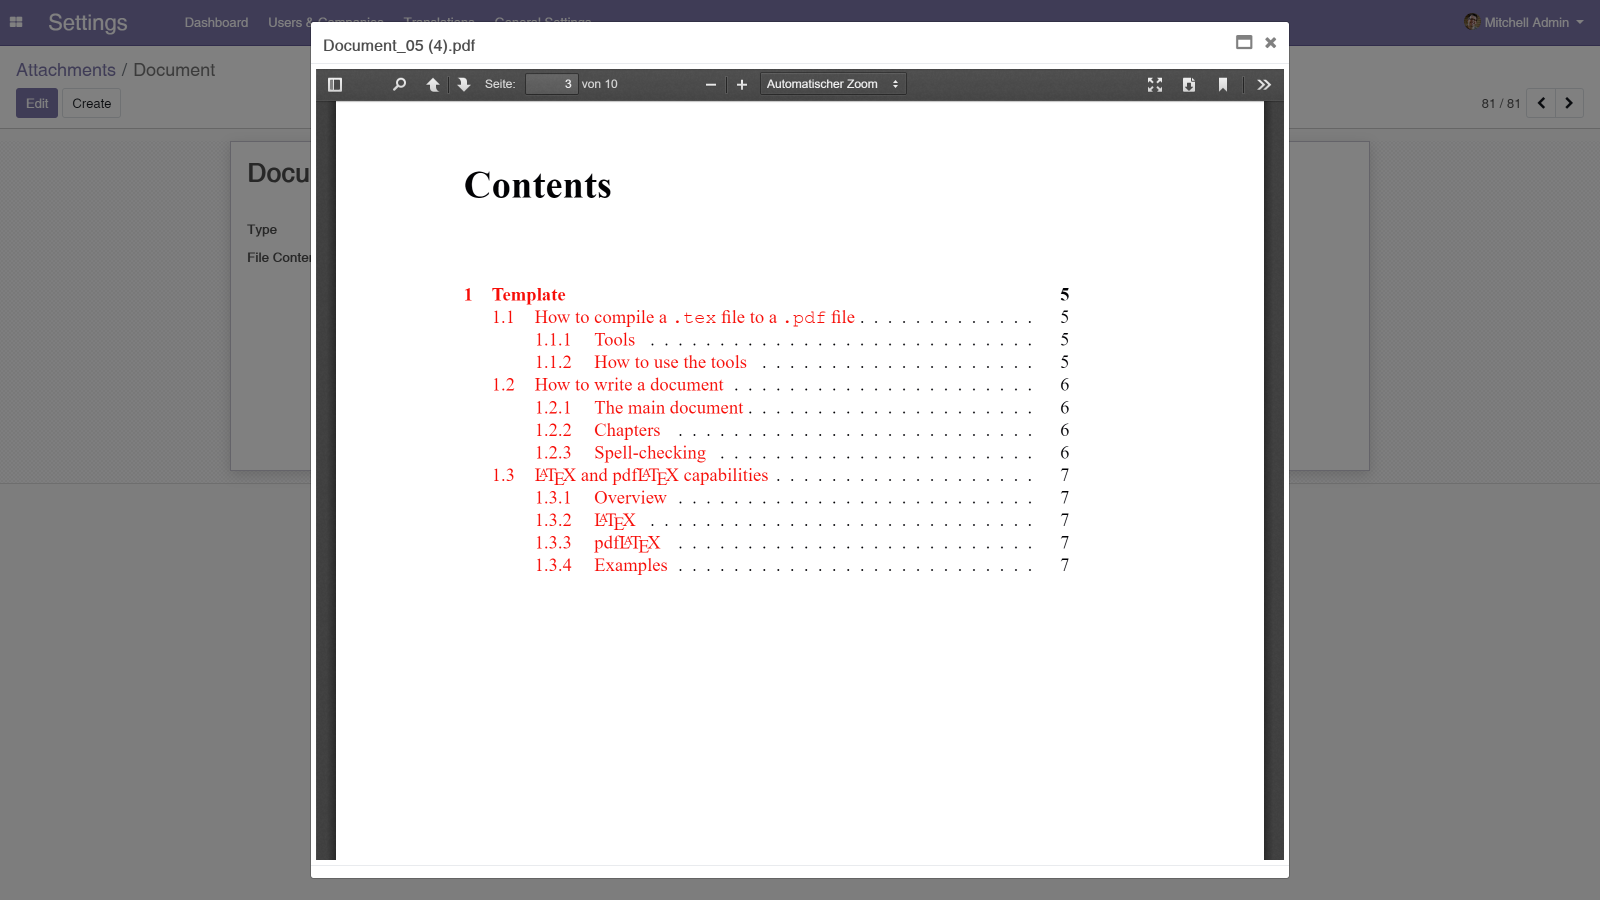 Settings Dashboard Users & Companies Translations General Settings Mitchell Admin
Document_05 (4).pdf
Attachments / Document
Seite: 3 von 10 Automatischer Zoom
Edit Create
81 / 81
Docu
Contents
Type
File Conte
1 Template 5
1.1 How to compile a .tex file to a .pdf file . . . . . . . . . . . . . 5
1.1.1 Tools . . . . . . . . . . . . . . . . . . . . . . . . . . . . 5
1.1.2 How to use the tools . . . . . . . . . . . . . . . . . . . . 5
1.2 How to write a document . . . . . . . . . . . . . . . . . . . . . . 6
1.2.1 The main document . . . . . . . . . . . . . . . . . . . . . 6
1.2.2 Chapters . . . . . . . . . . . . . . . . . . . . . . . . . . 6
1.2.3 Spell-checking . . . . . . . . . . . . . . . . . . . . . . . 6
1.3 LATEX and pdfLATEX capabilities . . . . . . . . . . . . . . . . . . . 7
1.3.1 Overview . . . . . . . . . . . . . . . . . . . . . . . . . . 7
1.3.2 LATEX . . . . . . . . . . . . . . . . . . . . . . . . . . . . 7
1.3.3 pdfLATEX . . . . . . . . . . . . . . . . . . . . . . . . . . 7
1.3.4 Examples . . . . . . . . . . . . . . . . . . . . . . . . . . 7